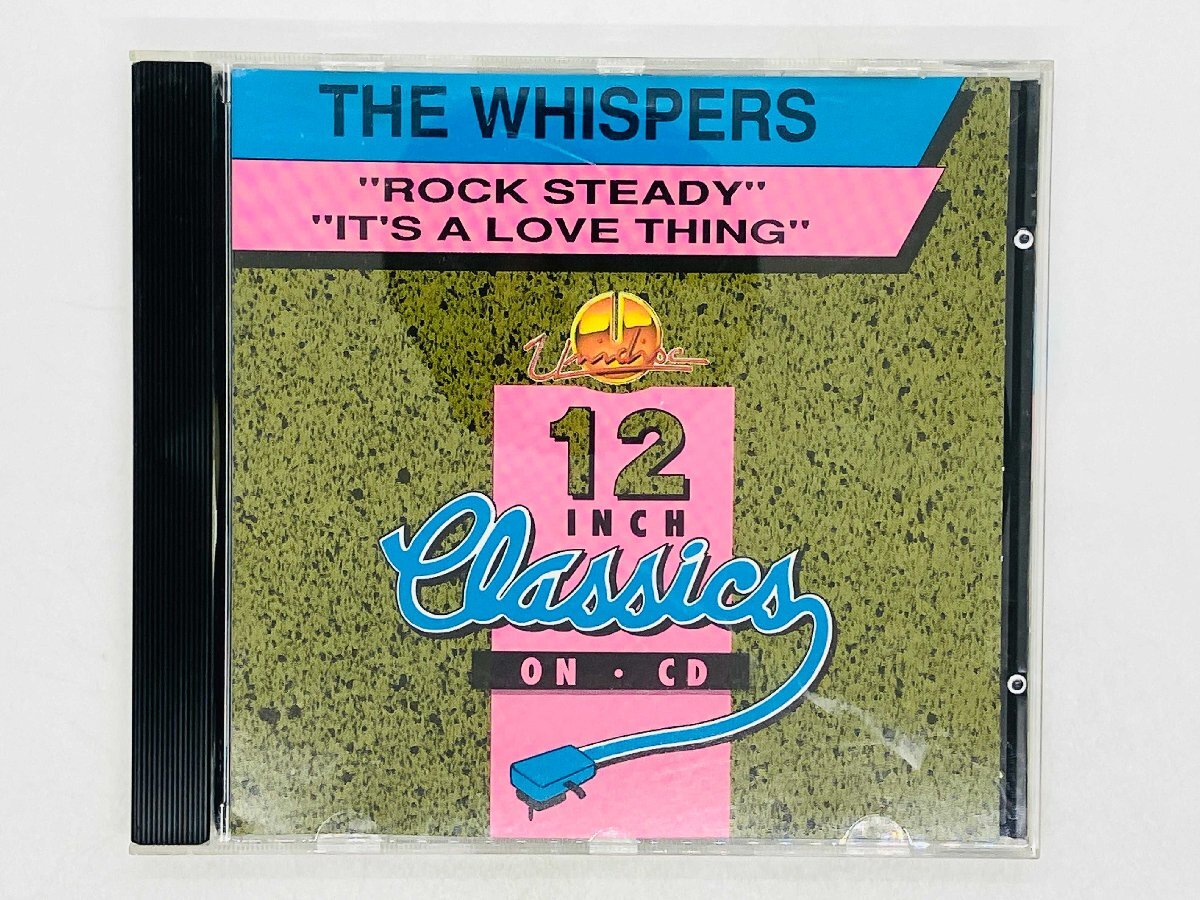 THE WHISPERS
"ROCK STEADY"
"IT'S A LOVE THING"
U
Unidisc
12
INCH
Classics
ON · CD